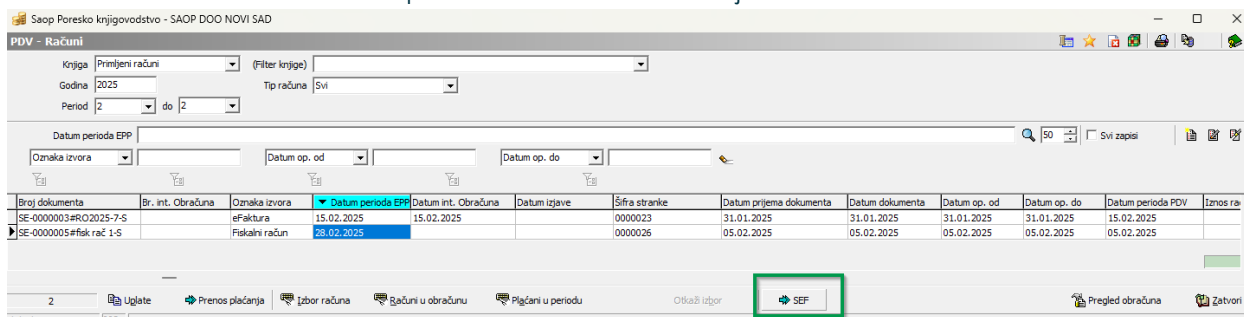 Saop Poresko knjigovodstvo - SAOP DOO NOVI SAD
PDV - Računi
Knjiga Primljeni računi (Filter knjige)
Godina 2025 Tip računa Svi
Period 2 do 2
Datum perioda EPP 50 Svi zapisi
Oznaka izvora Datum op. od Datum op. do
Broj dokumenta Br. int. Obračuna Oznaka izvora Datum perioda EPP Datum int. Obračuna Datum izjave Šifra stranke Datum prijema dokumenta Datum dokumenta Datum op. od Datum op. do Datum perioda PDV Iznos ra
SE-0000003#RO2025-7-S eFaktura 15.02.2025 15.02.2025 0000023 31.01.2025 31.01.2025 31.01.2025 31.01.2025 15.02.2025
SE-0000005#fisk rač 1-S Fiskalni račun 28.02.2025 0000026 05.02.2025 05.02.2025 05.02.2025 05.02.2025 05.02.2025
2 Uplate Prenos plaćanja Izbor računa Računi u obračunu Plaćani u periodu Otkaži izbor SEF Pregled obračuna Zatvori